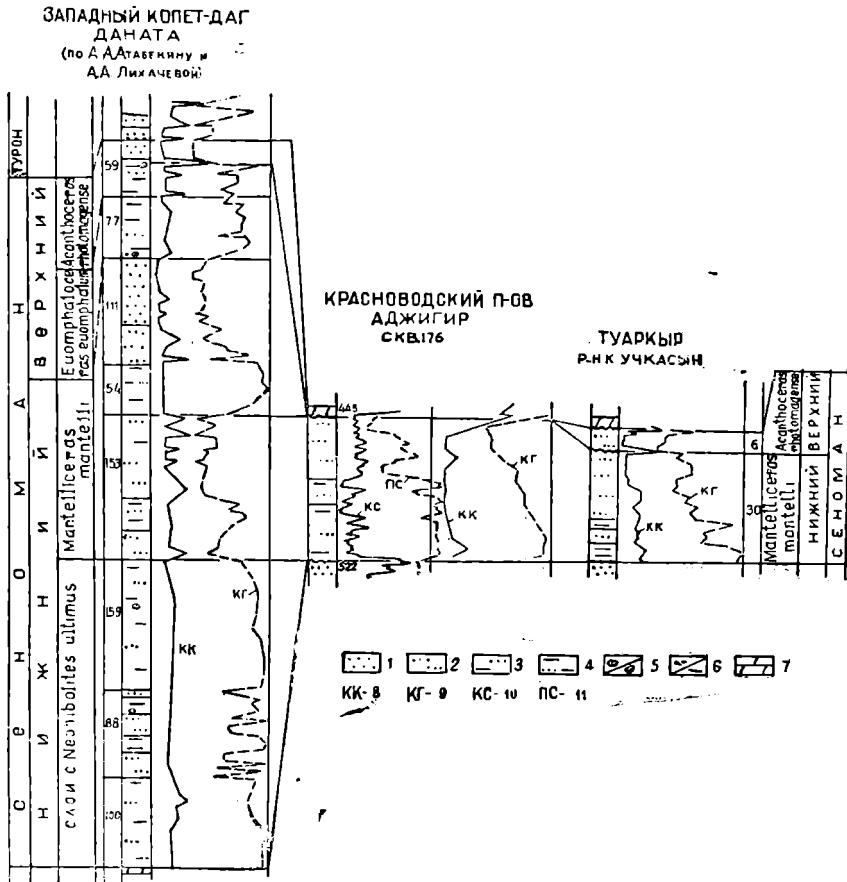 ЗАПАДНЫЙ КОПЕТ-ДАГ
ДАНАТА
(по А.А.Атабекяну и
А.А. Лихачевой)
ТУРОН
СЕНОМАН
ВЕРХНИЙ
НИЖНИЙ
Acanthoceras rhotomagense
Euomphaloceras euomphalum
Mantelliceras mantelli
Слои с Neohibolites ultimus
59
77
111
54
153
159
88
КК
КГ
КРАСНОВОДСКИЙ П-ОВ
АДЖИГИР
СКВ.176
445
522
КС
ПС
КК
КГ
ТУАРКЫР
Р-Н К УЧКАСЫН
КК
КГ
6
30
Acanthoceras rhotomagense
Mantelliceras mantelli
ВЕРХНИЙ
НИЖНИЙ
СЕНОМАН
1 2 3 4 5 6 7
КК-8 КГ-9 КС-10 ПС-11